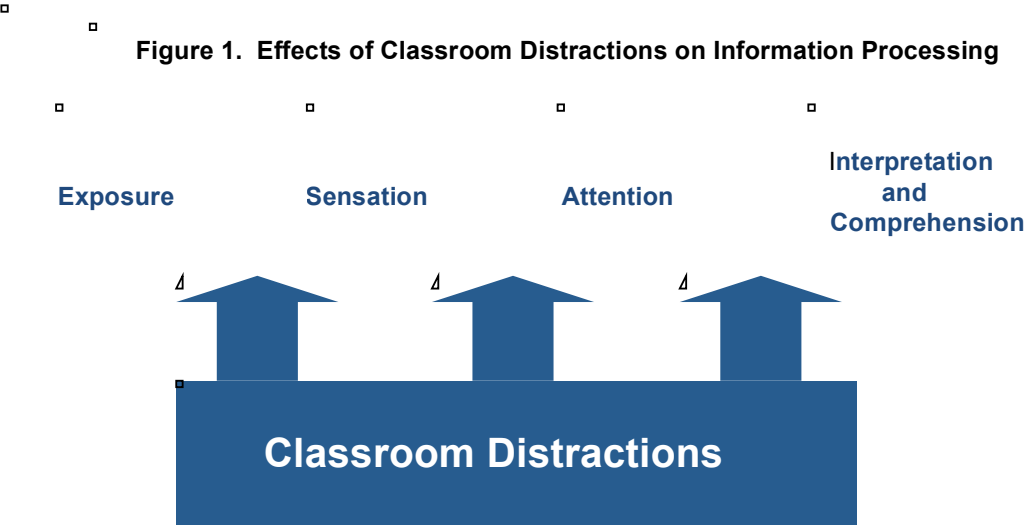 Figure 1.  Effects of Classroom Distractions on Information Processing
Exposure
Sensation
Attention
Interpretation
and
Comprehension
Classroom Distractions